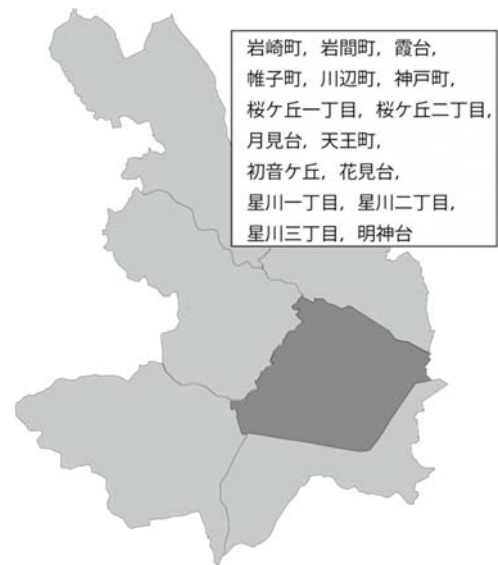 岩崎町，岩間町，霞台，
帷子町，川辺町，神戸町，
桜ケ丘一丁目，桜ケ丘二丁目，
月見台，天王町，
初音ケ丘，花見台，
星川一丁目，星川二丁目，
星川三丁目，明神台